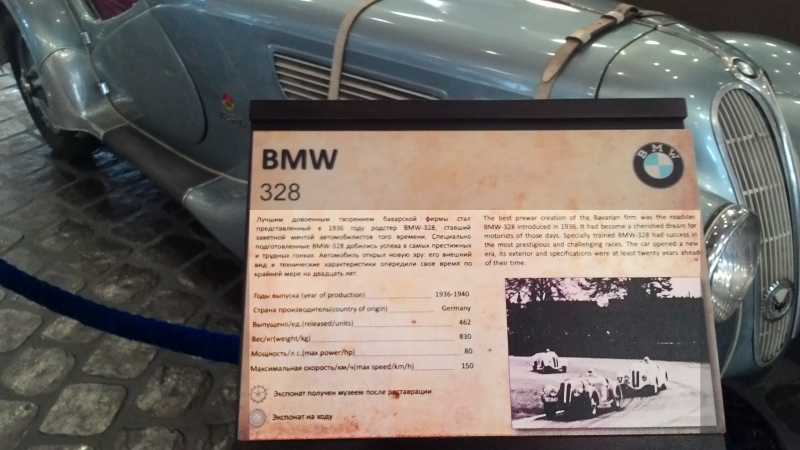 BMW
328
BMW
Лучшим довоенным творением баварской фирмы стал
представленный в 1936 году родстер BMW-328, ставший
заветной мечтой автомобилистов того времени. Специально
подготовленные BMW-328 добились успеха в самых престижных
и трудных гонках. Автомобиль открыл новую эру: его внешний
вид и технические характеристики опередили свое время по
крайней мере на двадцать лет.
The best prewar creation of the Bavarian firm was the roadster
BMW-328 introduced in 1936. It had become a cherished dream for
motorists of those days. Specially trained BMW-328 had success in
the most prestigious and challenging races. The car opened a new
era, its exterior and specifications were at least twenty years ahead
of their time.
Годы выпуска (year of production) 1936-1940
Страна производитель(country of origin) Germany
Выпущено/ед.(released/units) 462
Вес/кг(weight/kg) 830
Мощность/л.с.(max power/hp) 80
Максимальная скорость/км/ч(max speed/km/h) 150
Экспонат получен музеем после реставрации
Экспонат на ходу